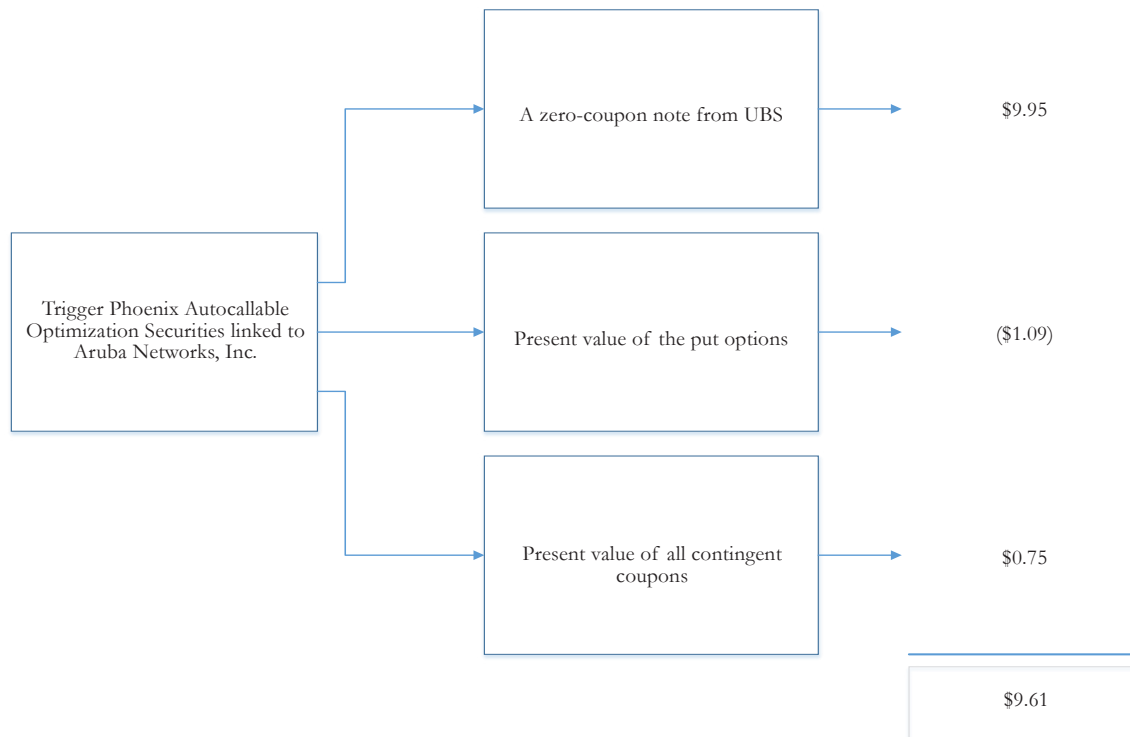 A zero-coupon note from UBS
$9.95
Trigger Phoenix Autocallable
Optimization Securities linked to
Aruba Networks, Inc.
Present value of the put options
($1.09)
Present value of all contingent
coupons
$0.75
$9.61